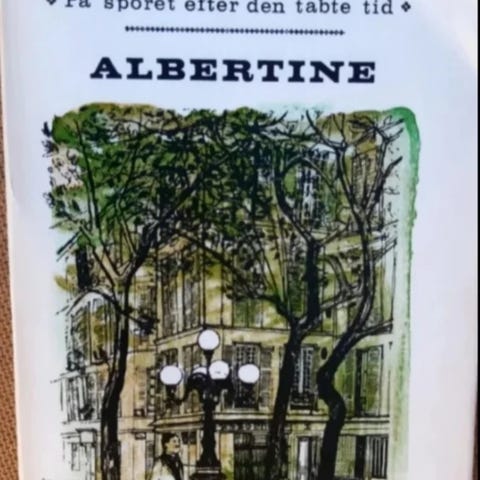 På sporet efter den tabte tid
ALBERTINE